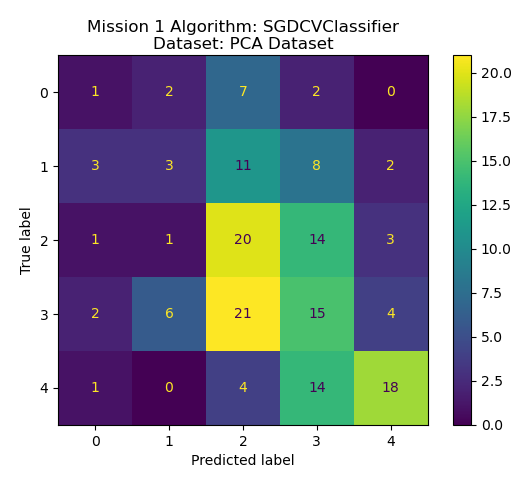 Mission 1 Algorithm: SGDCVClassifier
Dataset: PCA Dataset
True label
0 1 2 7 2 0
1 3 3 11 8 2
2 1 1 20 14 3
3 2 6 21 15 4
4 1 0 4 14 18
0 1 2 3 4
Predicted label
20.0
17.5
15.0
12.5
10.0
7.5
5.0
2.5
0.0